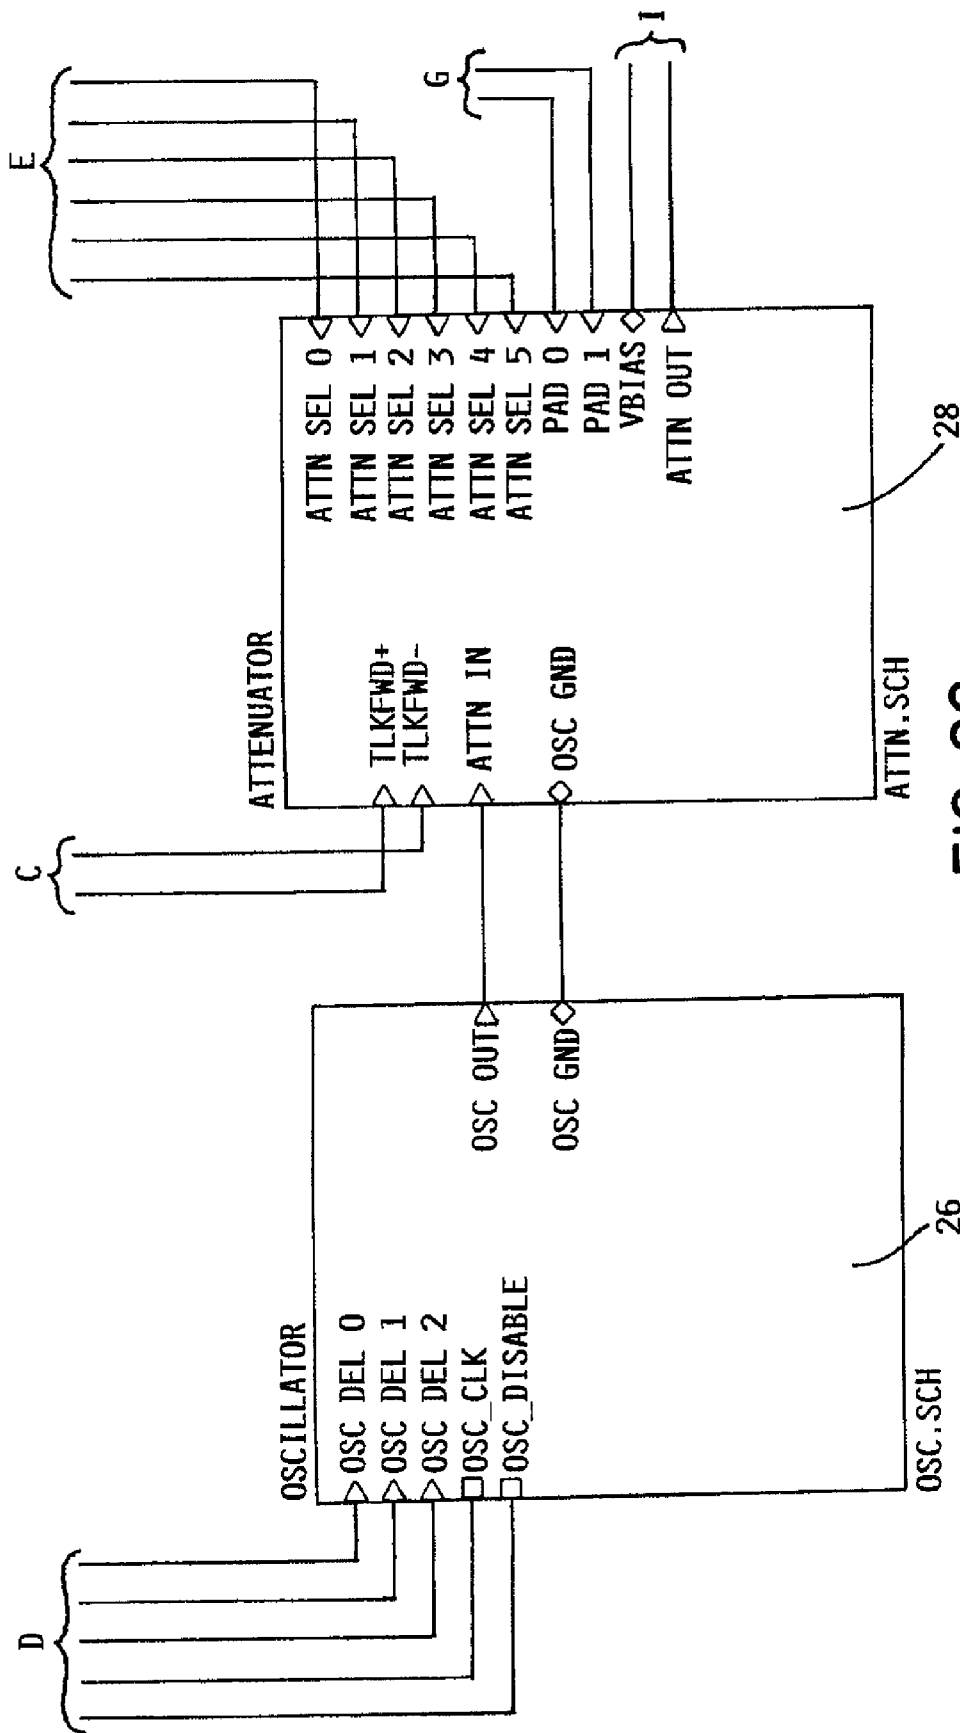 D
C
E
G
I
OSCILLATOR
OSC DEL 0
OSC DEL 1
OSC DEL 2
OSC_CLK
OSC_DISABLE
OSC OUT
OSC GND
26
OSC.SCH
ATTENUATOR
TLKFWD+
TLKFWD-
ATTN IN
OSC GND
ATTN SEL 0
ATTN SEL 1
ATTN SEL 2
ATTN SEL 3
ATTN SEL 4
ATTN SEL 5
PAD 0
PAD 1
VBIAS
ATTN OUT
28
ATTN.SCH